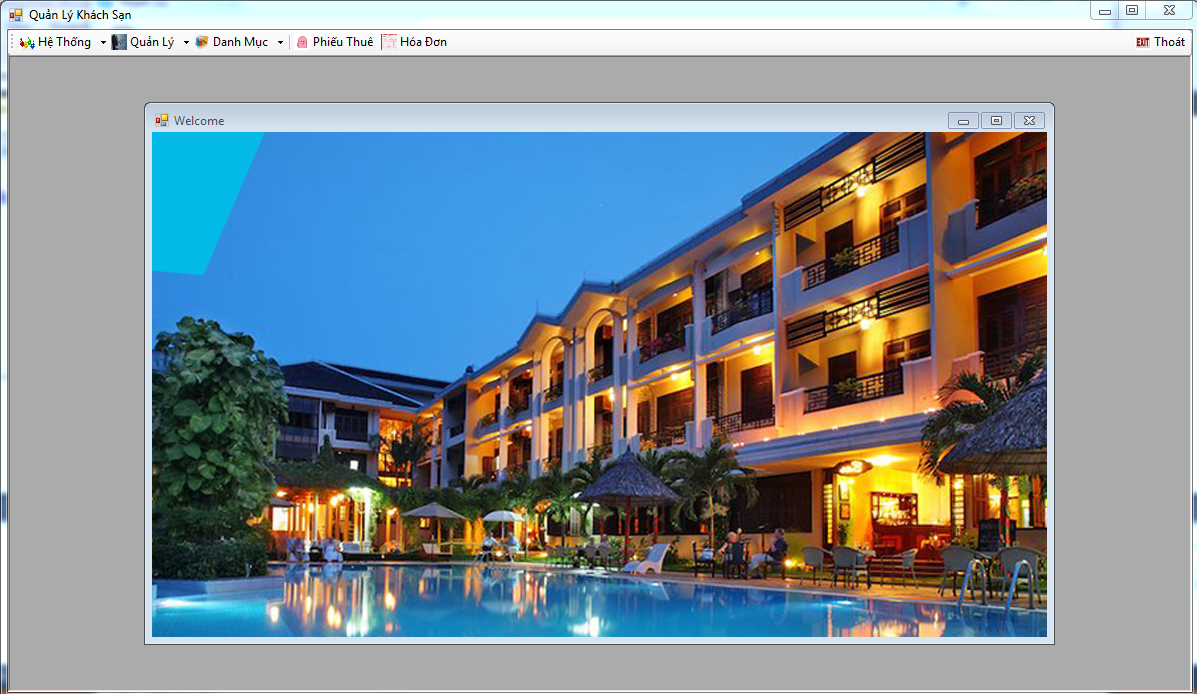 Quản Lý Khách Sạn
Hệ Thống Quản Lý Danh Mục Phiếu Thuê Hóa Đơn EXIT Thoát
Welcome